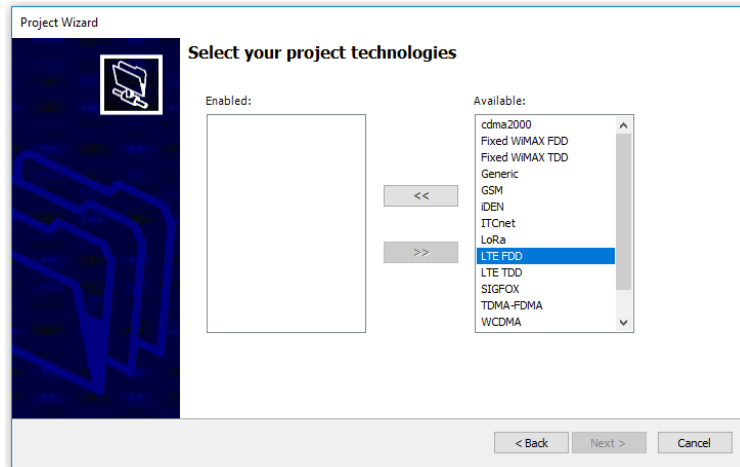 Project Wizard
Select your project technologies
Enabled:
Available:
cdma2000
Fixed WiMAX FDD
Fixed WiMAX TDD
Generic
GSM
iDEN
ITCnet
LoRa
LTE FDD
LTE TDD
SIGFOX
TDMA-FDMA
WCDMA
<<
>>
< Back
Next >
Cancel